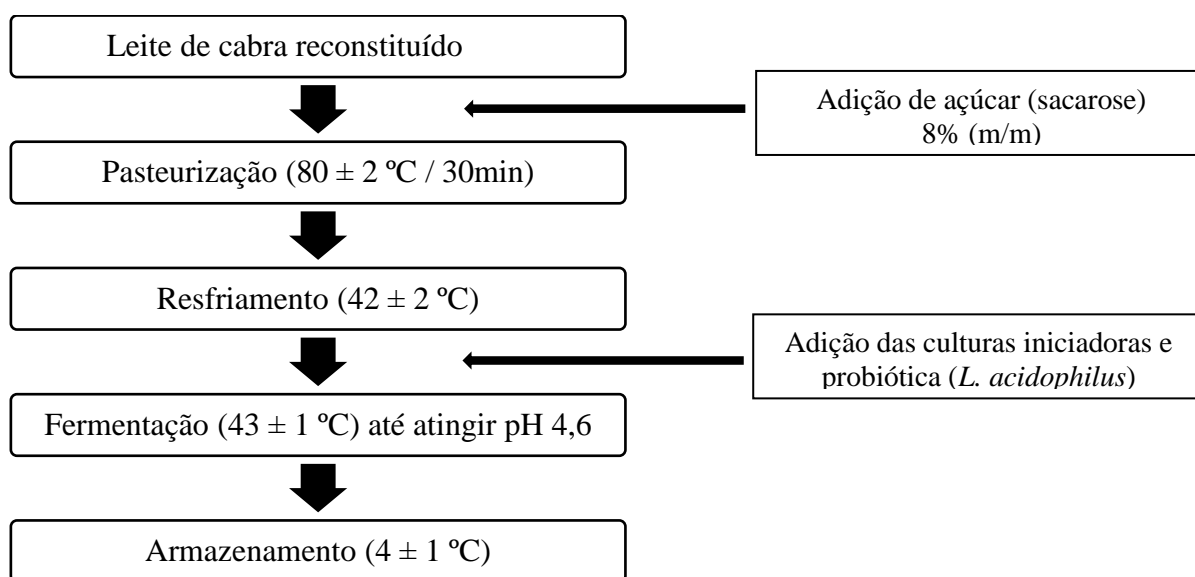 Leite de cabra reconstituído
Adição de açúcar (sacarose)
8% (m/m)
Pasteurização (80 ± 2 ºC / 30min)
Resfriamento (42 ± 2 ºC)
Adição das culturas iniciadoras e
probiótica (L. acidophilus)
Fermentação (43 ± 1 ºC) até atingir pH 4,6
Armazenamento (4 ± 1 ºC)